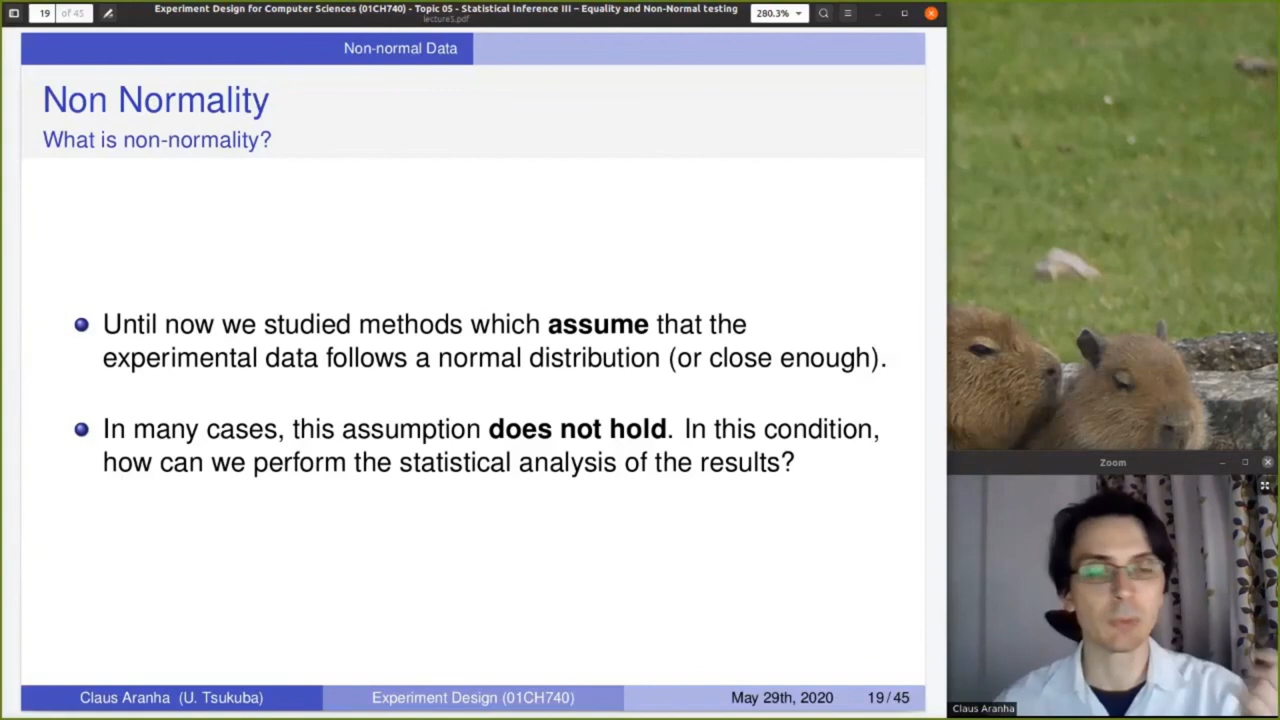 19 of 45
Experiment Design for Computer Sciences (01CH740) - Topic 05 - Statistical Inference III – Equality and Non-Normal testing
lecture5.pdf
280.3%
Non-normal Data
Non Normality
What is non-normality?
Until now we studied methods which assume that the
experimental data follows a normal distribution (or close enough).
In many cases, this assumption does not hold. In this condition,
how can we perform the statistical analysis of the results?
Claus Aranha (U. Tsukuba)
Experiment Design (01CH740)
May 29th, 2020
19 / 45
Zoom
Claus Aranha